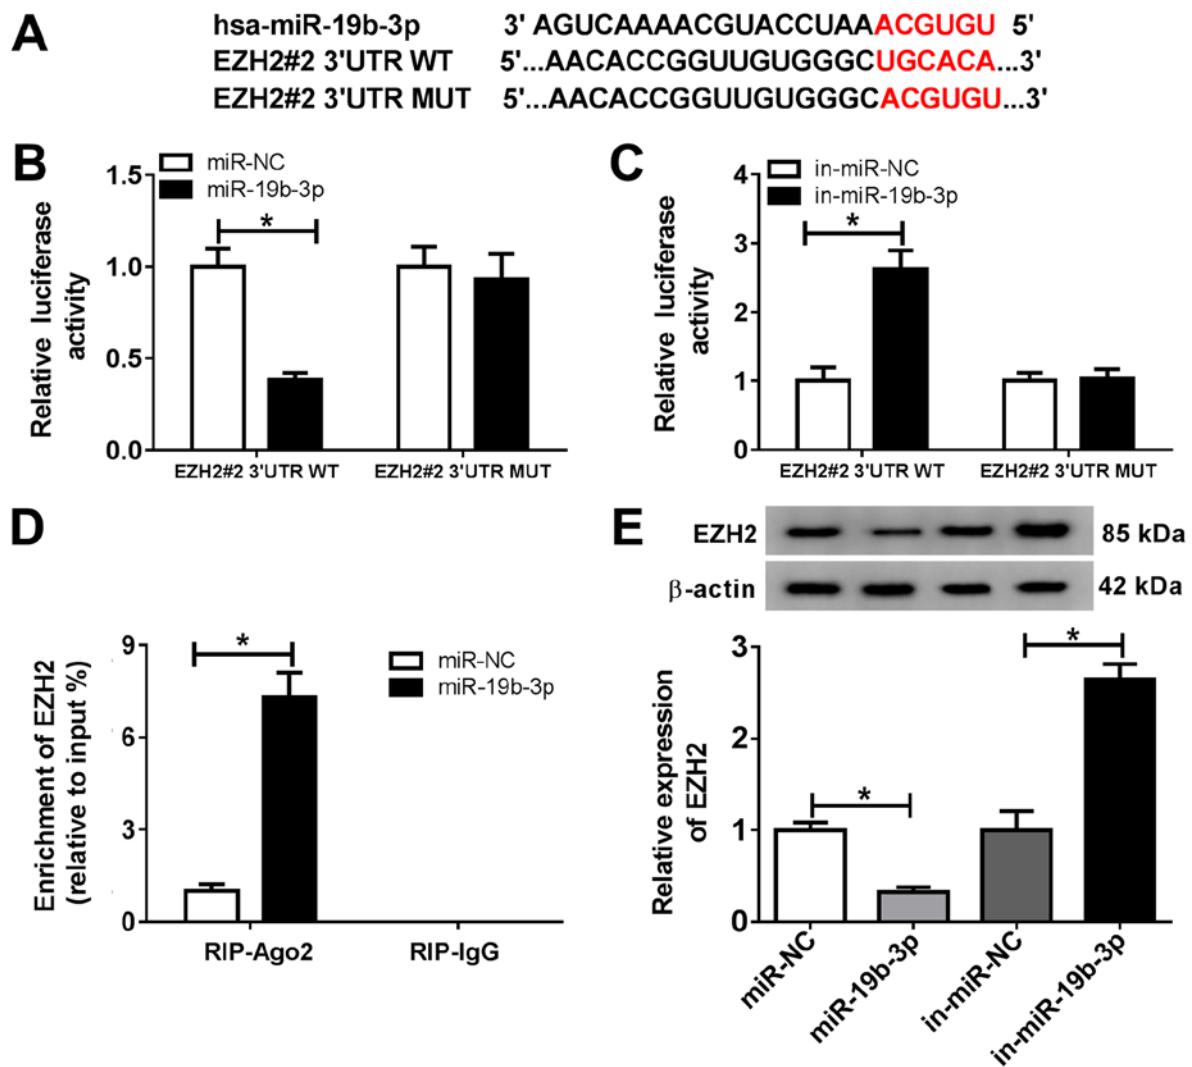 A
hsa-miR-19b-3p 3' AGUCAAAACGUACCUAAACGUGU 5'
EZH2#2 3'UTR WT 5'...AACACCGGUUGUGGGCUGCACA...3'
EZH2#2 3'UTR MUT 5'...AACACCGGUUGUGGGCACGUGU...3'
B
miR-NC
miR-19b-3p
Relative luciferase
activity
1.5
1.0
0.5
0.0
*
EZH2#2 3'UTR WT EZH2#2 3'UTR MUT
C
in-miR-NC
in-miR-19b-3p
Relative luciferase
activity
4
3
2
1
0
*
EZH2#2 3'UTR WT EZH2#2 3'UTR MUT
D
Enrichment of EZH2
(relative to input %)
9
6
3
0
*
miR-NC
miR-19b-3p
RIP-Ago2 RIP-IgG
E
EZH2 85 kDa
β-actin 42 kDa
Relative expression
of EZH2
3
2
1
0
*
*
miR-NC
miR-19b-3p
in-miR-NC
in-miR-19b-3p